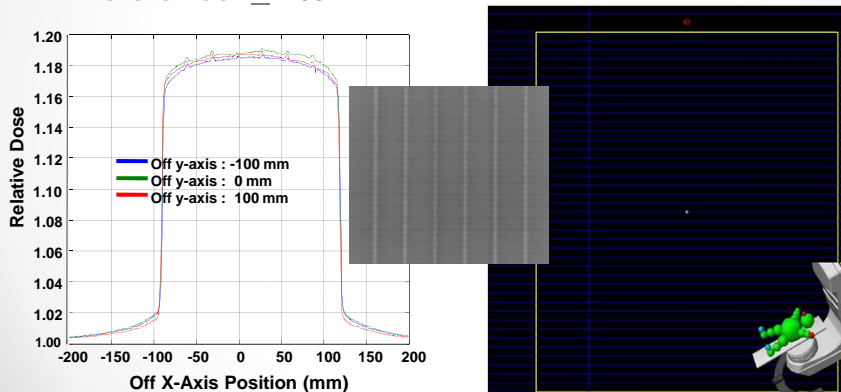 1.20
1.18
1.16
1.14
1.12
1.10
1.08
1.06
1.04
1.02
1.00
Relative Dose
Off y-axis : -100 mm
Off y-axis : 0 mm
Off y-axis : 100 mm
-200 -150 -100 -50 0 50 100 150 200
Off X-Axis Position (mm)
Y2